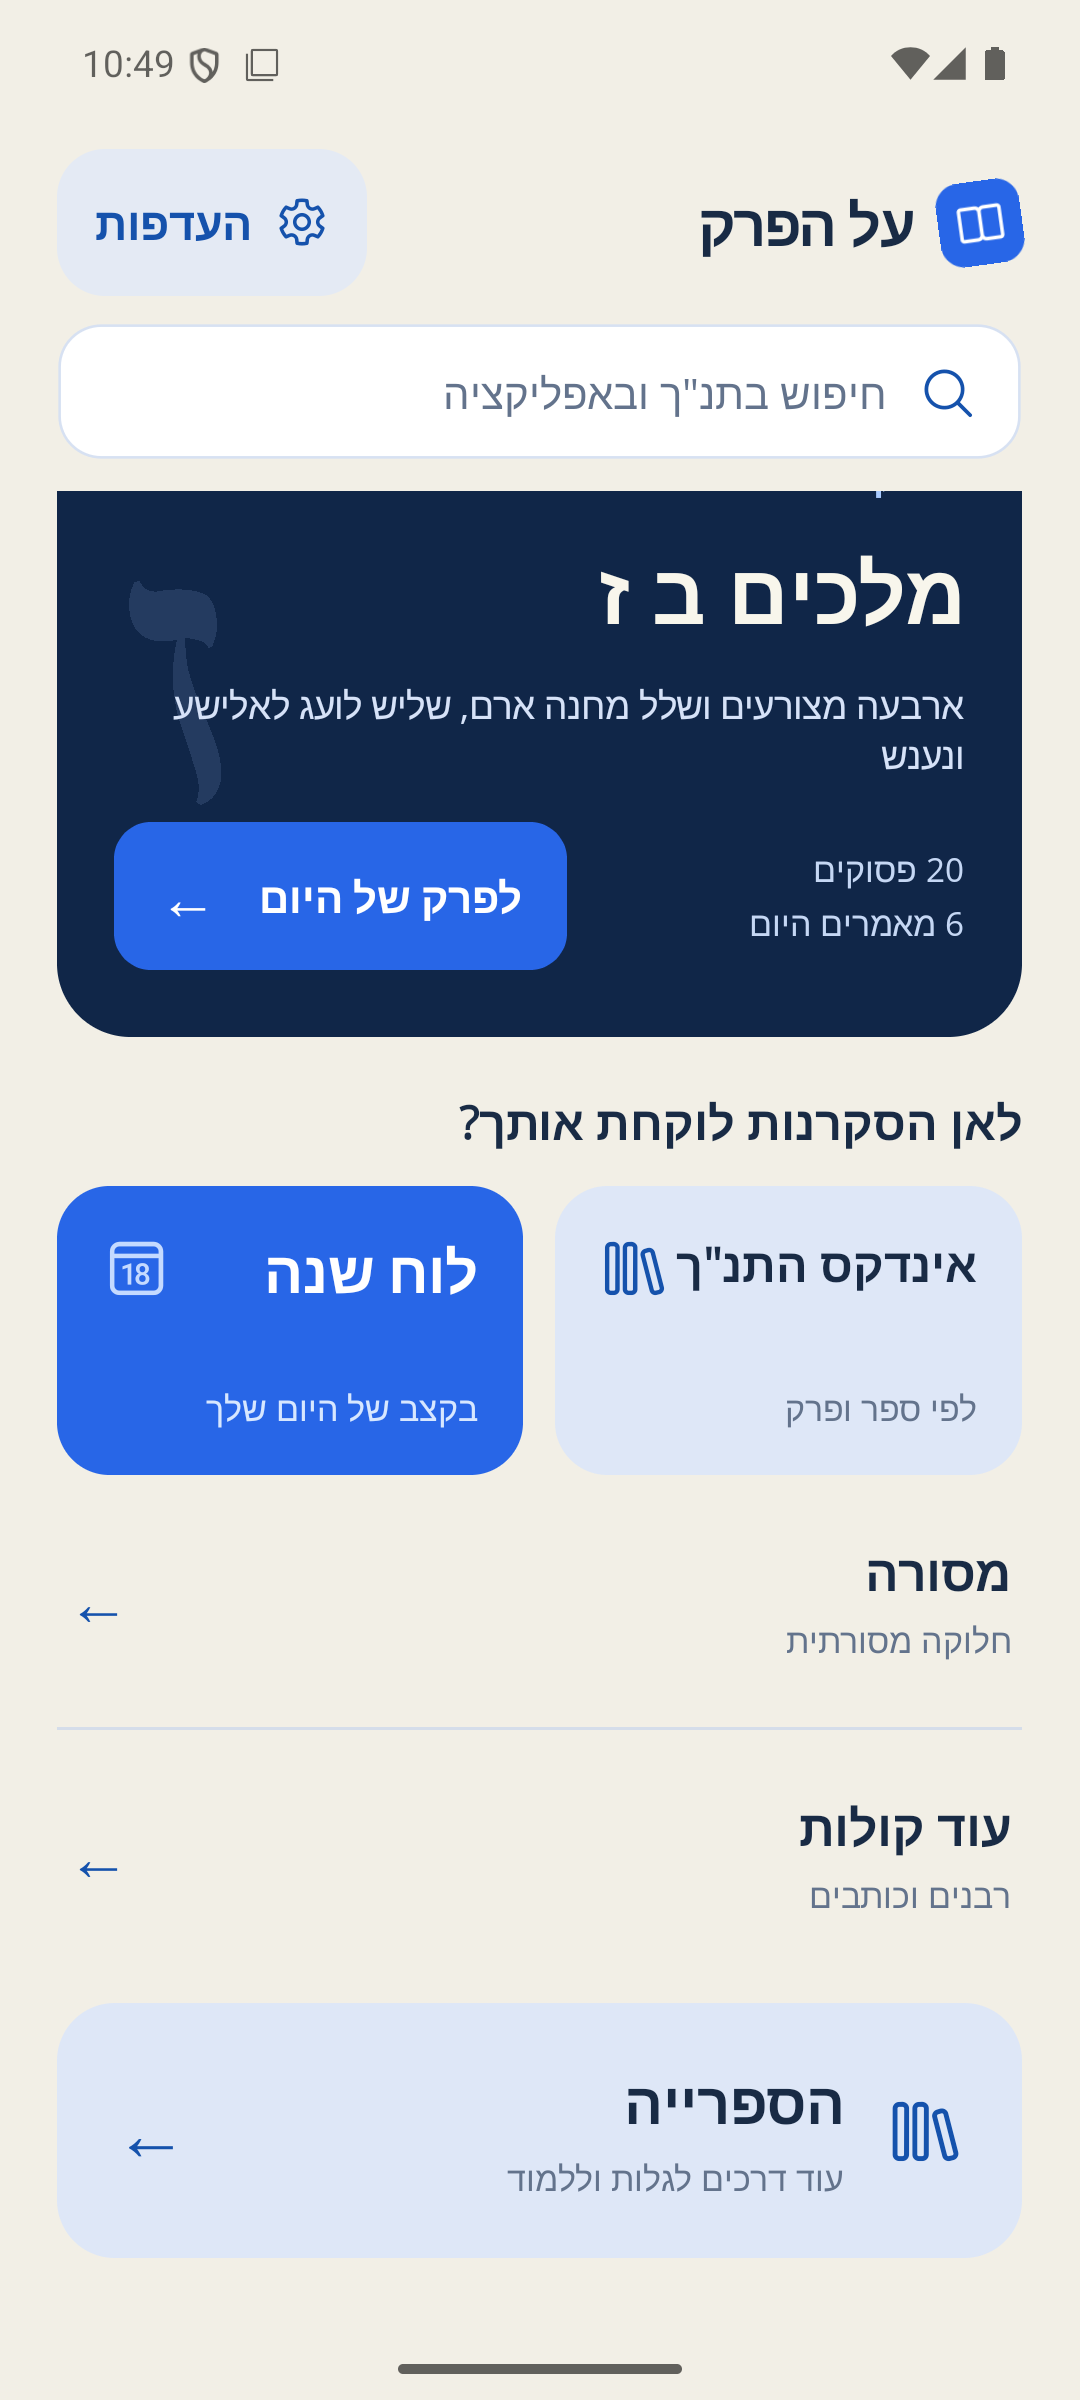 10:49
על הפרק
העדפות
חיפוש בתנ"ך ובאפליקציה
מלכים ב ז
ז
ארבעה מצורעים ושלל מחנה ארם, שליש לועג לאלישע
ונענש
20 פסוקים
6 מאמרים היום
לפרק של היום ←
לאן הסקרנות לוקחת אותך?
אינדקס התנ"ך
לפי ספר ופרק
לוח שנה
18
בקצב של היום שלך
מסורה
חלוקה מסורתית
←
עוד קולות
רבנים וכותבים
←
הספרייה
עוד דרכים לגלות וללמוד
←